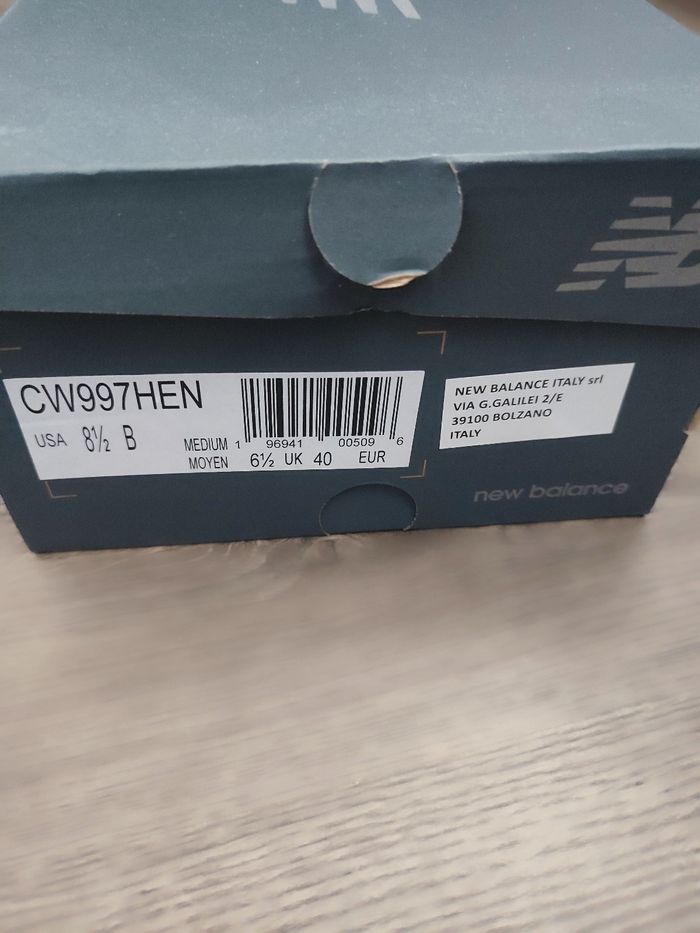 CW997HEN
USA 8½ B
MEDIUM
MOYEN
1 96941 00509 6
6½ UK 40 EUR
NEW BALANCE ITALY srl
VIA G.GALILEI 2/E
39100 BOLZANO
ITALY
new balance